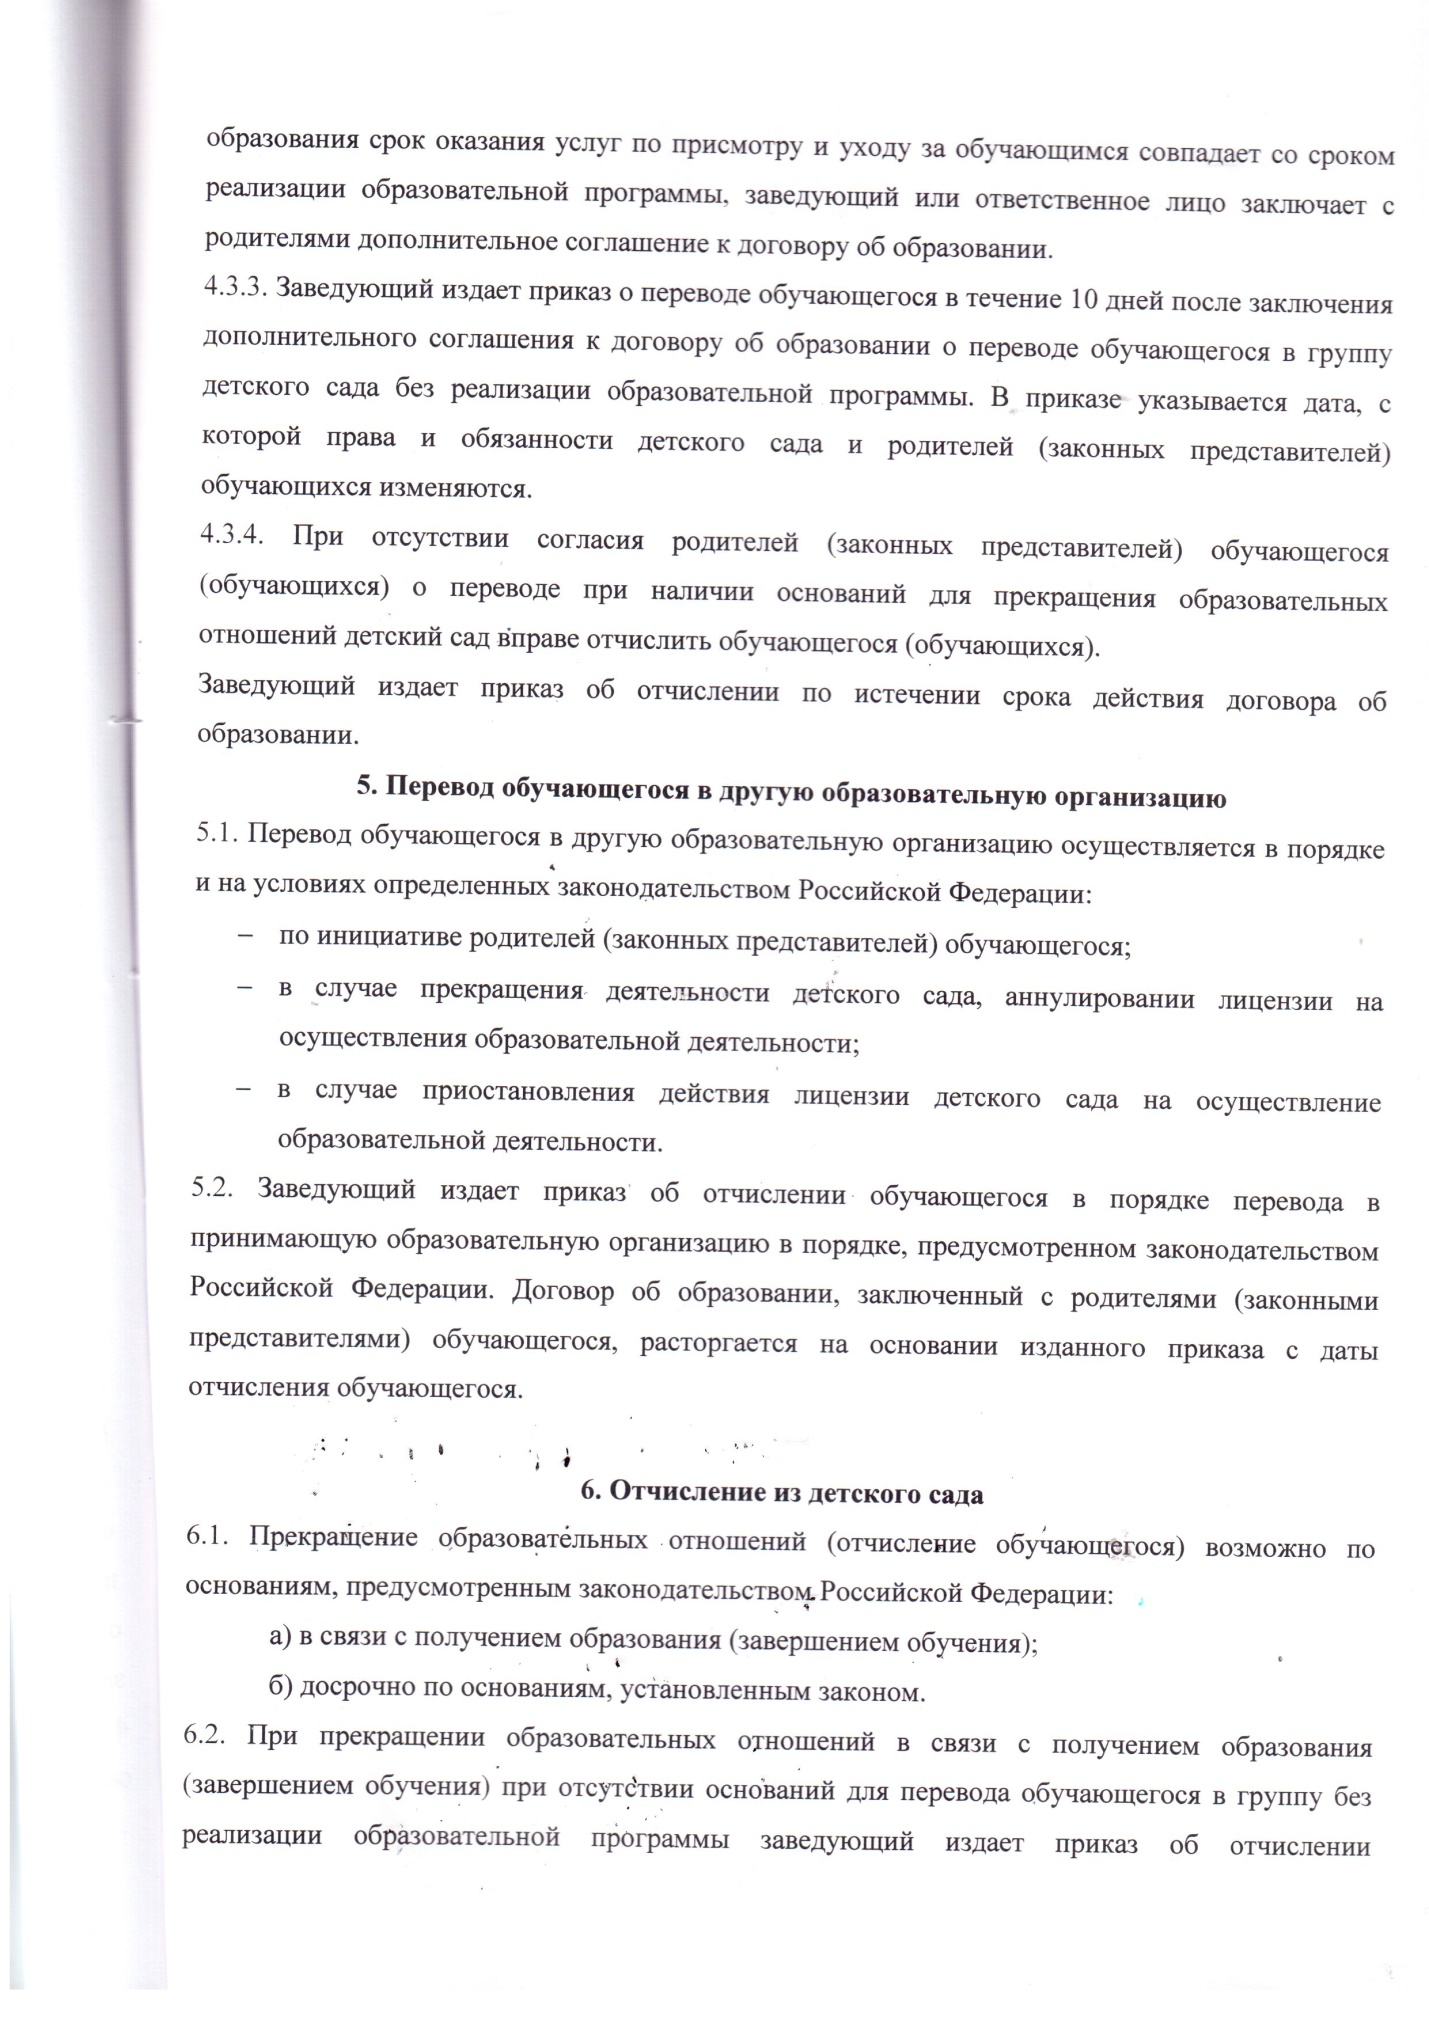 образования срок оказания услуг по присмотру и уходу за обучающимся совпадает со сроком
реализации образовательной программы, заведующий или ответственное лицо заключает с
родителями дополнительное соглашение к договору об образовании.
4.3.3. Заведующий издает приказ о переводе обучающегося в течение 10 дней после заключения
дополнительного соглашения к договору об образовании о переводе обучающегося в группу
детского сада без реализации образовательной программы. В приказе указывается дата, с
которой права и обязанности детского сада и родителей (законных представителей)
обучающихся изменяются.
4.3.4. При отсутствии согласия родителей (законных представителей) обучающегося
(обучающихся) о переводе при наличии оснований для прекращения образовательных
отношений детский сад вправе отчислить обучающегося (обучающихся).
Заведующий издает приказ об отчислении по истечении срока действия договора об
образовании.
5. Перевод обучающегося в другую образовательную организацию
5.1. Перевод обучающегося в другую образовательную организацию осуществляется в порядке
и на условиях определенных законодательством Российской Федерации:
– по инициативе родителей (законных представителей) обучающегося;
– в случае прекращения деятельности детского сада, аннулировании лицензии на
осуществления образовательной деятельности;
– в случае приостановления действия лицензии детского сада на осуществление
образовательной деятельности.
5.2. Заведующий издает приказ об отчислении обучающегося в порядке перевода в
принимающую образовательную организацию в порядке, предусмотренном законодательством
Российской Федерации. Договор об образовании, заключенный с родителями (законными
представителями) обучающегося, расторгается на основании изданного приказа с даты
отчисления обучающегося.
6. Отчисление из детского сада
6.1. Прекращение образовательных отношений (отчисление обучающегося) возможно по
основаниям, предусмотренным законодательством Российской Федерации:
а) в связи с получением образования (завершением обучения);
б) досрочно по основаниям, установленным законом.
6.2. При прекращении образовательных отношений в связи с получением образования
(завершением обучения) при отсутствии оснований для перевода обучающегося в группу без
реализации образовательной программы заведующий издает приказ об отчислении